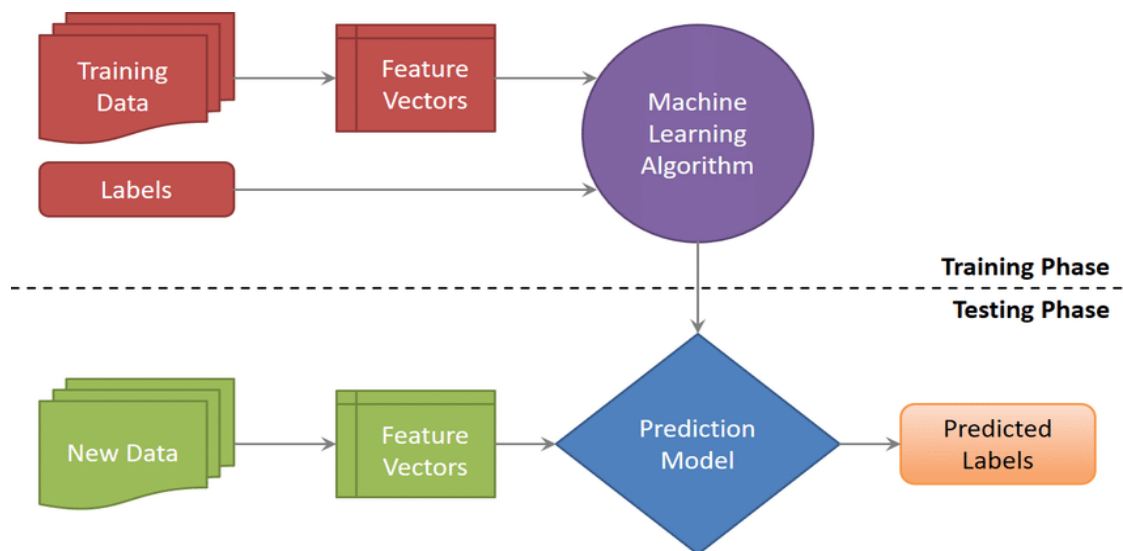 Training
Data
Feature
Vectors
Machine
Learning
Algorithm
Labels
Training Phase
Testing Phase
New Data
Feature
Vectors
Prediction
Model
Predicted
Labels